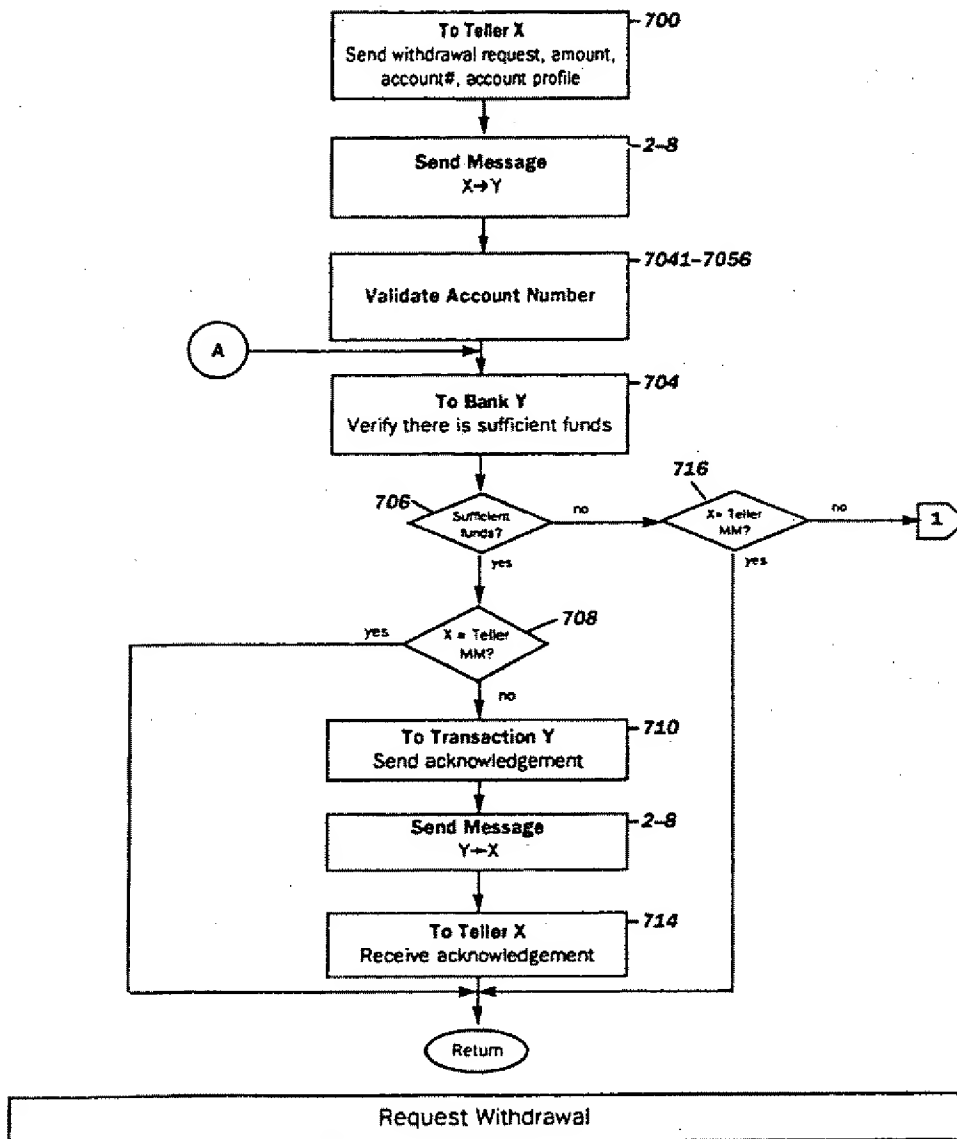 700
To Teller X
Send withdrawal request, amount,
account#, account profile
2-8
Send Message
X→Y
7041-7056
Validate Account Number
A
704
To Bank Y
Verify there is sufficient funds
706
Sufficient
funds?
no
716
X= Teller
MM?
no
1
yes
yes
708
X = Teller
MM?
yes
no
710
To Transaction Y
Send acknowledgement
2-8
Send Message
Y←X
714
To Teller X
Receive acknowledgement
Return
Request Withdrawal